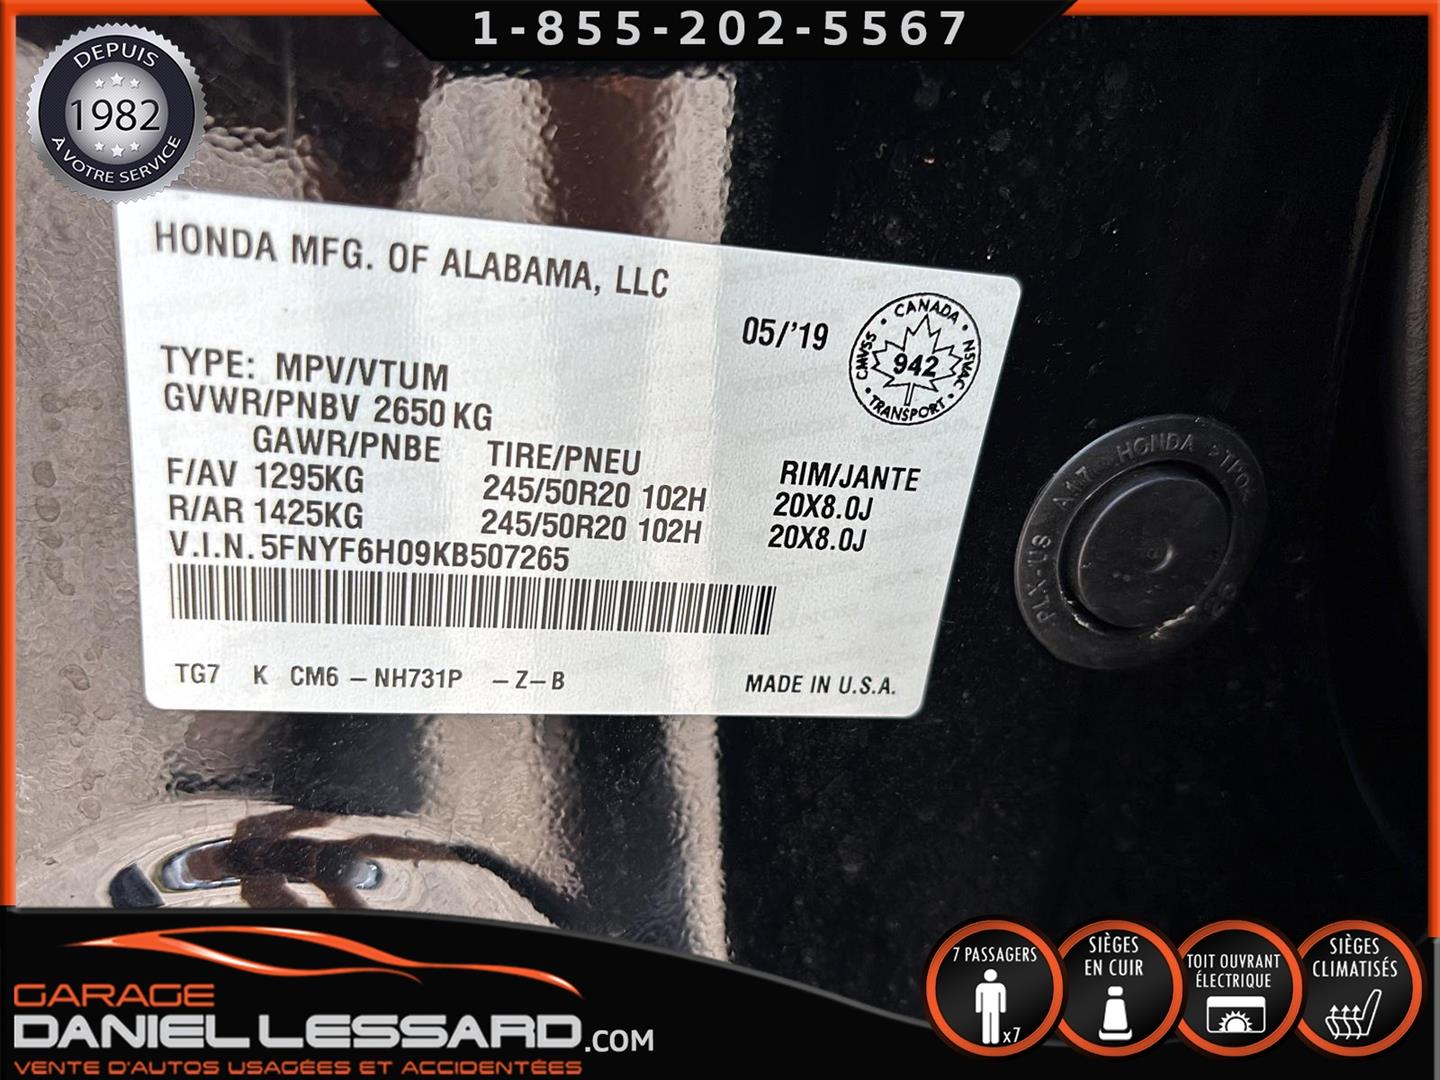 1-855-202-5567
DEPUIS
1982
A VOTRE SERVICE
HONDA MFG. OF ALABAMA, LLC
05/'19
CANADA
CMVSS
942
NSVAC
TRANSPORT
TYPE: MPV/VTUM
GVWR/PNBV 2650 KG
GAWR/PNBE TIRE/PNEU RIM/JANTE
F/AV 1295KG 245/50R20 102H 20X8.0J
R/AR 1425KG 245/50R20 102H 20X8.0J
V.I.N. 5FNYF6H09KB507265
TG7 K CM6 – NH731P – Z – B MADE IN U.S.A.
HONDA
7 PASSAGERS
x7
SIÈGES
EN CUIR
TOIT OUVRANT
ÉLECTRIQUE
SIÈGES
CLIMATISÉS
GARAGE
DANIEL LESSARD.COM
VENTE D'AUTOS USAGÉES ET ACCIDENTÉES